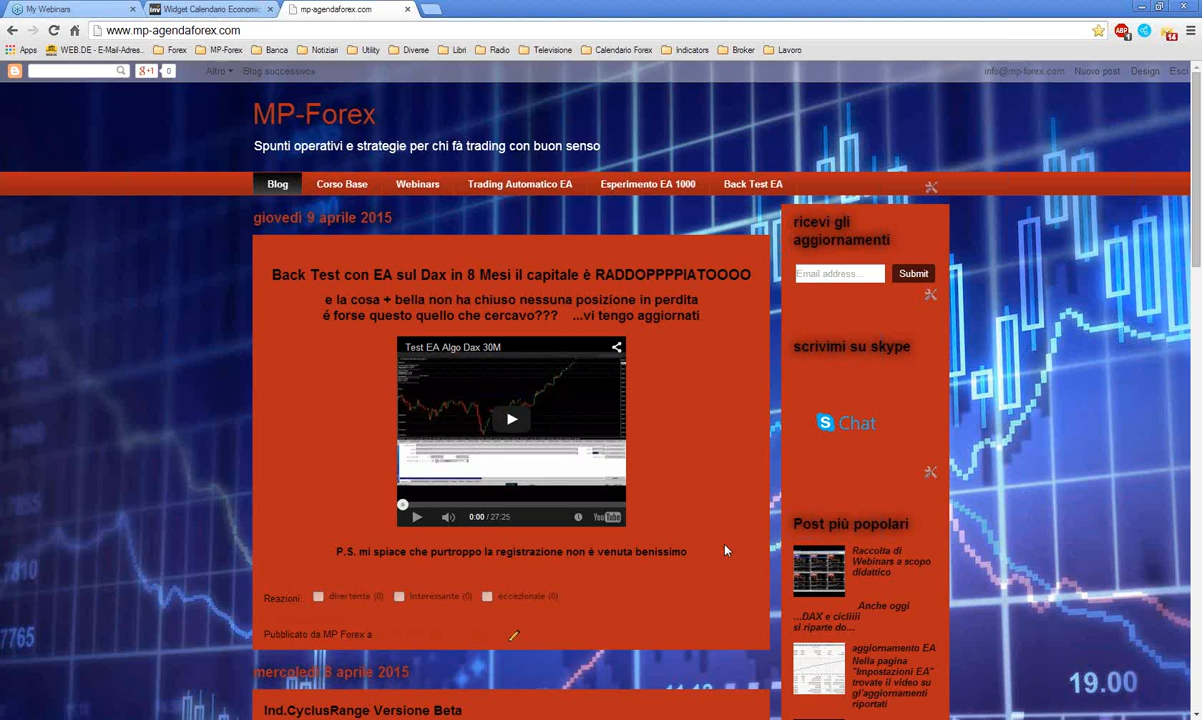 My Webinars
Widget Calendario Economic
mp-agendaforex.com
www.mp-agendaforex.com
Apps
WEB.DE - E-Mail-Adres...
Forex
MP-Forex
Banca
Notiziari
Utility
Diverse
Libri
Radio
Televisione
Calendario Forex
Indicators
Broker
Lavoro
Altro
Blog successivo»
info@mp-forex.com
Nuovo post
Design
Esci
MP-Forex
Spunti operativi e strategie per chi fà trading con buon senso
Blog
Corso Base
Webinars
Trading Automatico EA
Esperimento EA 1000
Back Test EA
giovedì 9 aprile 2015
Back Test con EA sul Dax in 8 Mesi il capitale è RADDOPPPPIATOOOO
e la cosa + bella non ha chiuso nessuna posizione in perdita
é forse questo quello che cercavo??? ...vi tengo aggiornati
Test EA Algo Dax 30M
0:00 / 27:25
YouTube
P.S. mi spiace che purtroppo la registrazione non è venuta benissimo
Reazioni:
divertente (0)
interessante (0)
eccezionale (0)
Pubblicato da MP Forex a
mercoledì 8 aprile 2015
Ind.CyclusRange Versione Beta
ricevi gli
aggiornamenti
Email address...
Submit
scrivimi su skype
Chat
Post più popolari
Raccolta di
Webinars a scopo
didattico
Anche oggi
...DAX e cicliiii
si riparte do...
aggiornamento EA
Nella pagina
"Impostazioni EA"
trovate il video su
gl'aggiornamenti
riportati
7810
7765
19.00